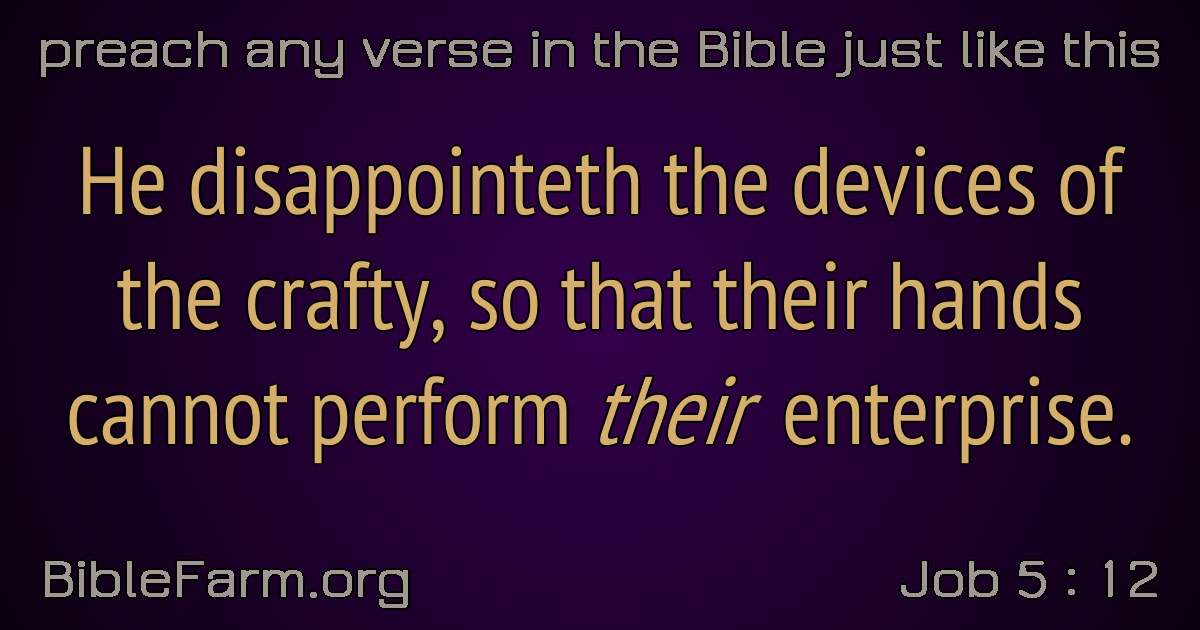 preach any verse in the Bible just like this
He disappointeth the devices of
the crafty, so that their hands
cannot perform their enterprise.
BibleFarm.org
Job 5 : 12